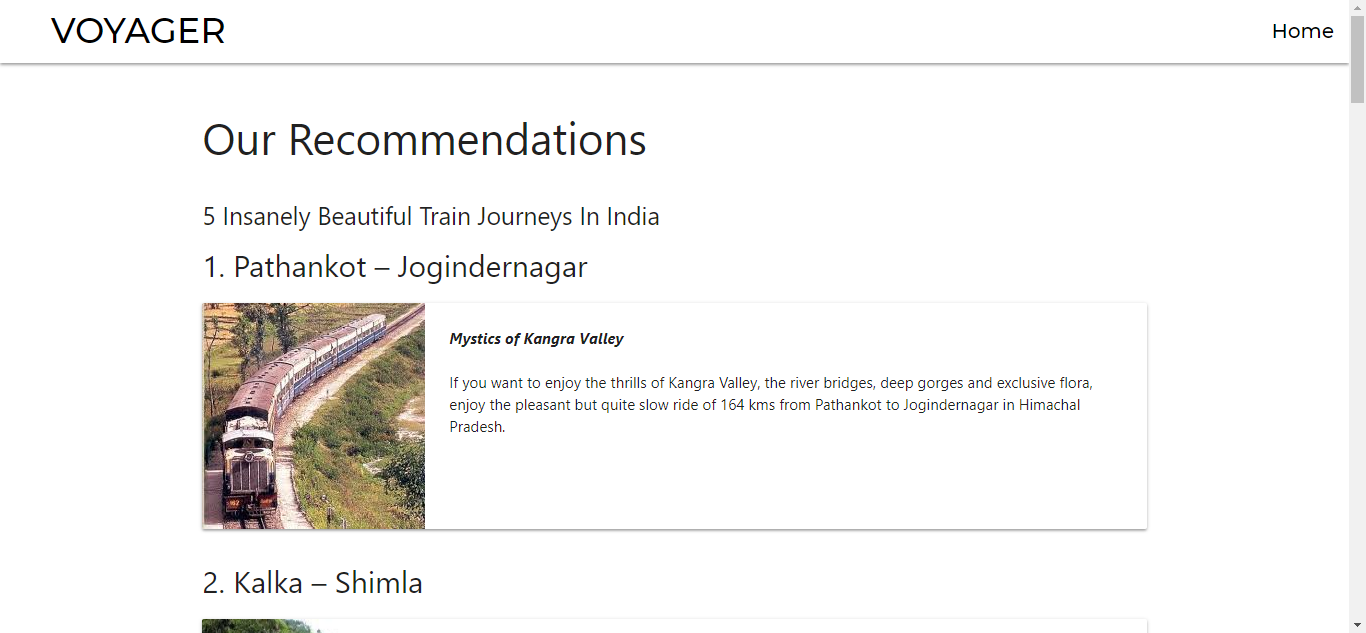 VOYAGER
Home
Our Recommendations
5 Insanely Beautiful Train Journeys In India
1. Pathankot – Jogindernagar
Mystics of Kangra Valley
If you want to enjoy the thrills of Kangra Valley, the river bridges, deep gorges and exclusive flora,
enjoy the pleasant but quite slow ride of 164 kms from Pathankot to Jogindernagar in Himachal
Pradesh.
2. Kalka – Shimla